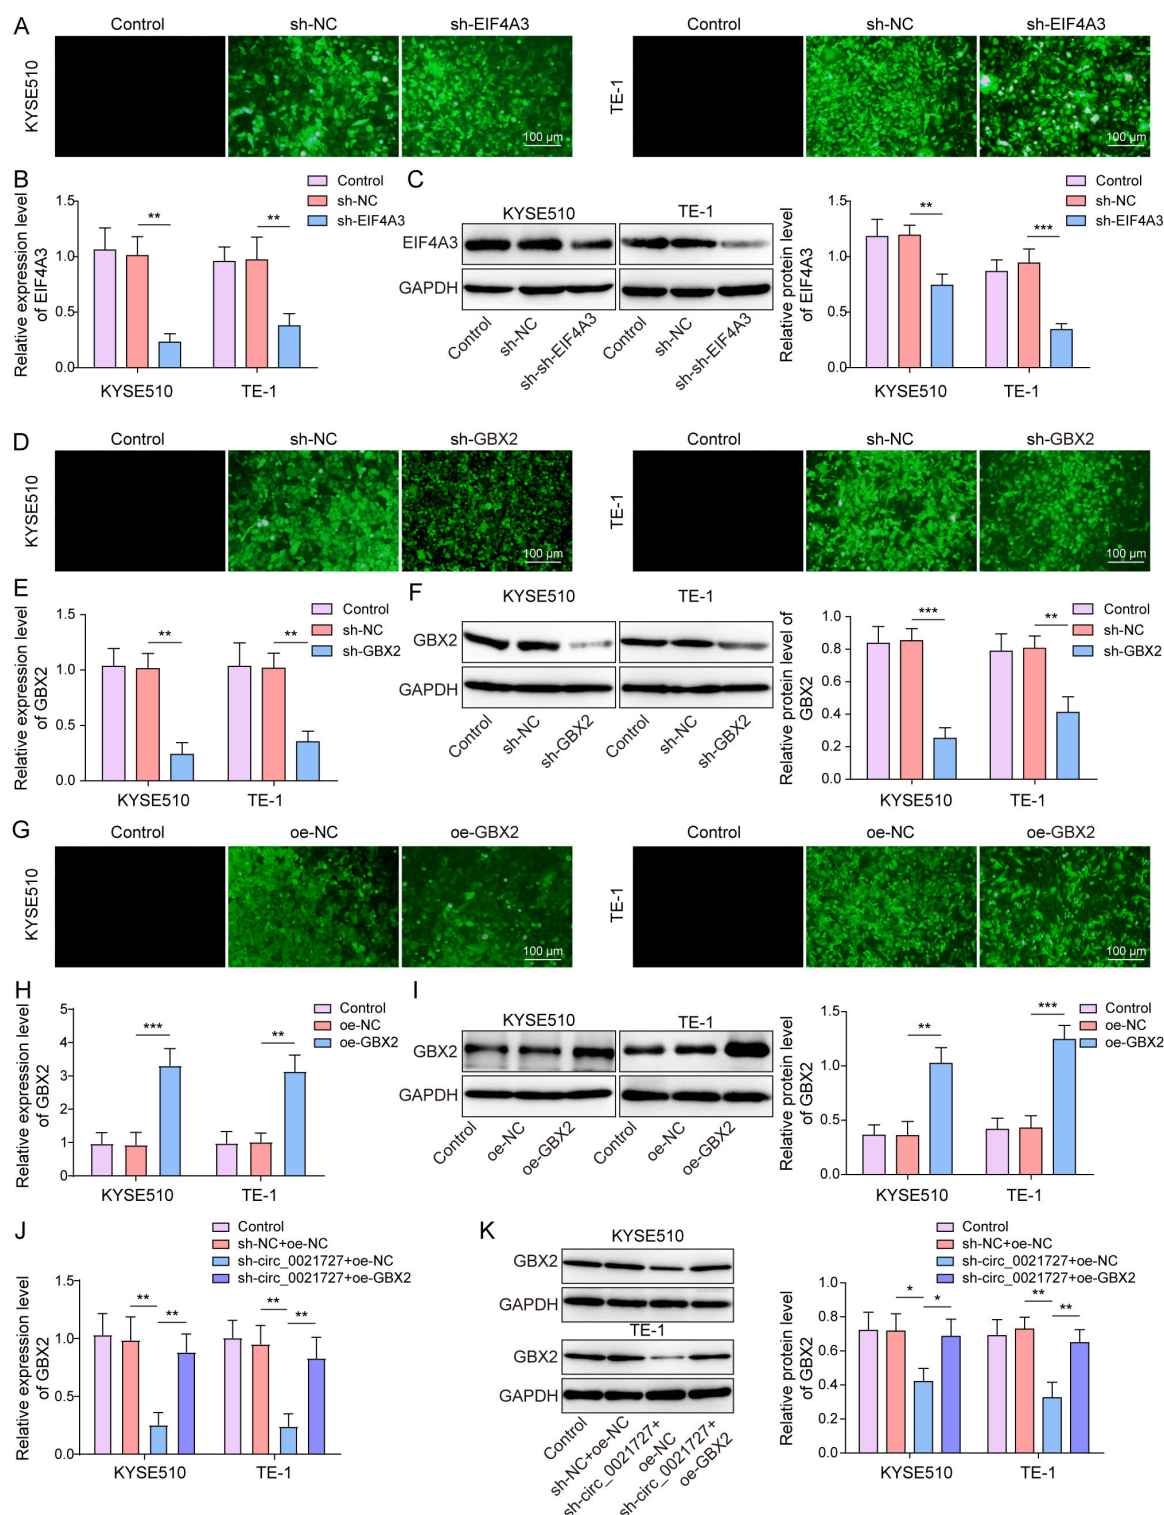 A
Control
sh-NC
sh-EIF4A3
KYSE510
100 µm
Control
sh-NC
sh-EIF4A3
TE-1
100 µm
B
Control
sh-NC
sh-EIF4A3
Relative expression level
of EIF4A3
1.5
1.0
0.5
0.0
**
**
KYSE510
TE-1
C
KYSE510
TE-1
EIF4A3
GAPDH
Control
sh-NC
sh-sh-EIF4A3
Control
sh-NC
sh-sh-EIF4A3
Control
sh-NC
sh-EIF4A3
Relative protein level
of EIF4A3
1.5
1.0
0.5
0.0
**
***
KYSE510
TE-1
D
Control
sh-NC
sh-GBX2
KYSE510
100 µm
Control
sh-NC
sh-GBX2
TE-1
100 µm
E
Control
sh-NC
sh-GBX2
Relative expression level
of GBX2
1.5
1.0
0.5
0.0
**
**
KYSE510
TE-1
F
KYSE510
TE-1
GBX2
GAPDH
Control
sh-NC
sh-GBX2
Control
sh-NC
sh-GBX2
Control
sh-NC
sh-GBX2
Relative protein level of
GBX2
1.0
0.8
0.6
0.4
0.2
0.0
***
**
KYSE510
TE-1
G
Control
oe-NC
oe-GBX2
KYSE510
100 µm
Control
oe-NC
oe-GBX2
TE-1
100 µm
H
Control
oe-NC
oe-GBX2
Relative expression level
of GBX2
5
4
3
2
1
0
***
**
KYSE510
TE-1
I
KYSE510
TE-1
GBX2
GAPDH
Control
oe-NC
oe-GBX2
Control
oe-NC
oe-GBX2
Control
oe-NC
oe-GBX2
Relative protein level
of GBX2
1.5
1.0
0.5
0.0
**
***
KYSE510
TE-1
J
Control
sh-NC+oe-NC
sh-circ_0021727+oe-NC
sh-circ_0021727+oe-GBX2
Relative expression level
of GBX2
1.5
1.0
0.5
0.0
**
**
**
**
KYSE510
TE-1
K
KYSE510
GBX2
GAPDH
TE-1
GBX2
GAPDH
Control
sh-NC+oe-NC
sh-circ_0021727+
oe-NC
sh-circ_0021727+
oe-GBX2
Control
sh-NC+oe-NC
sh-circ_0021727+oe-NC
sh-circ_0021727+oe-GBX2
Relative protein level
of GBX2
1.0
0.8
0.6
0.4
0.2
0.0
*
*
**
**
KYSE510
TE-1